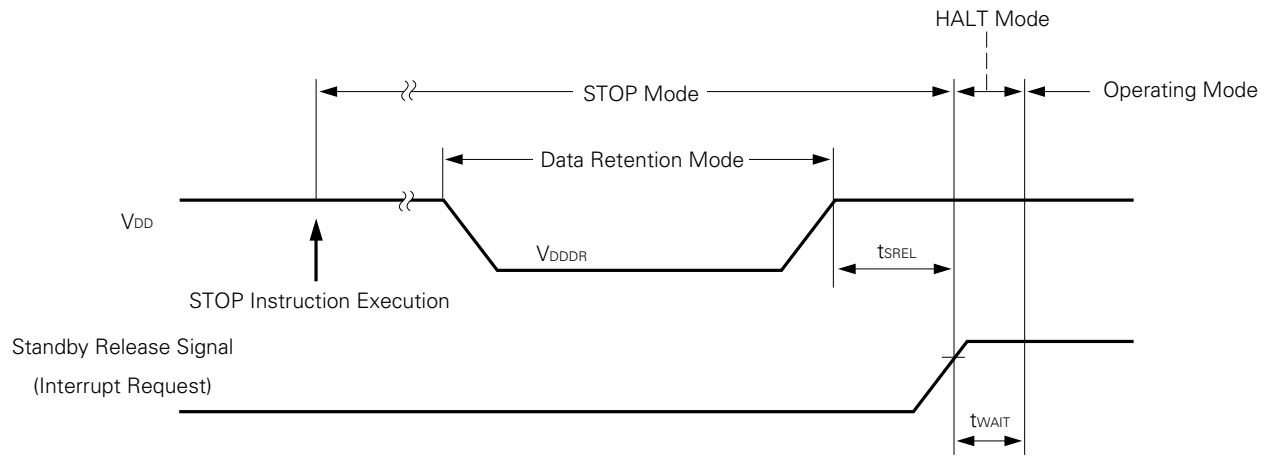 HALT Mode
STOP Mode
Operating Mode
Data Retention Mode
VDD
VDDDR
tSREL
STOP Instruction Execution
Standby Release Signal
(Interrupt Request)
tWAIT